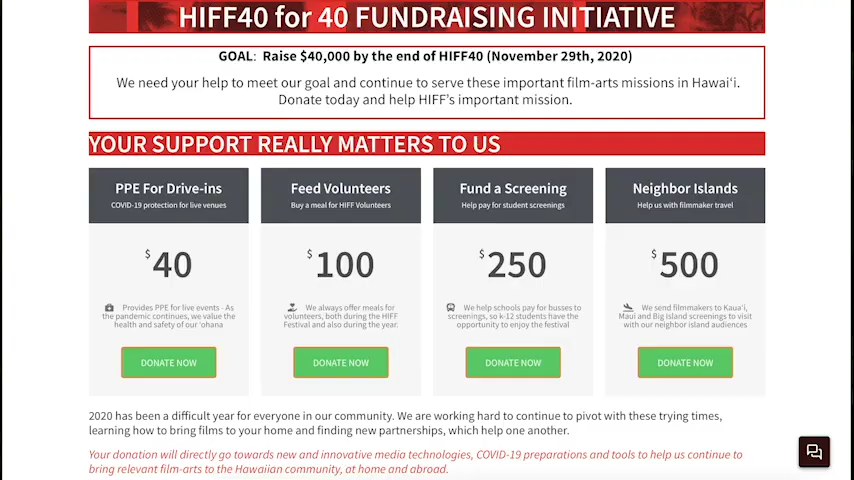 HIFF40 for 40 FUNDRAISING INITIATIVE
GOAL: Raise $40,000 by the end of HIFF40 (November 29th, 2020)
We need your help to meet our goal and continue to serve these important film-arts missions in Hawai‘i.
Donate today and help HIFF's important mission.
YOUR SUPPORT REALLY MATTERS TO US
PPE For Drive-ins
COVID-19 protection for live venues
$40
Provides PPE for live events - As
the pandemic continues, we value the
health and safety of our ‘ohana
DONATE NOW
Feed Volunteers
Buy a meal for HIFF Volunteers
$100
We always offer meals for
volunteers, both during the HIFF
Festival and also during the year.
DONATE NOW
Fund a Screening
Help pay for student screenings
$250
We help schools pay for busses to
screenings, so k-12 students have the
opportunity to enjoy the festival
DONATE NOW
Neighbor Islands
Help us with filmmaker travel
$500
We send filmmakers to Kaua‘i,
Maui and Big Island screenings to visit
with our neighbor island audiences
DONATE NOW
2020 has been a difficult year for everyone in our community. We are working hard to continue to pivot with these trying times,
learning how to bring films to your home and finding new partnerships, which help one another.
Your donation will directly go towards new and innovative media technologies, COVID-19 preparations and tools to help us continue to
bring relevant film-arts to the Hawaiian community, at home and abroad.